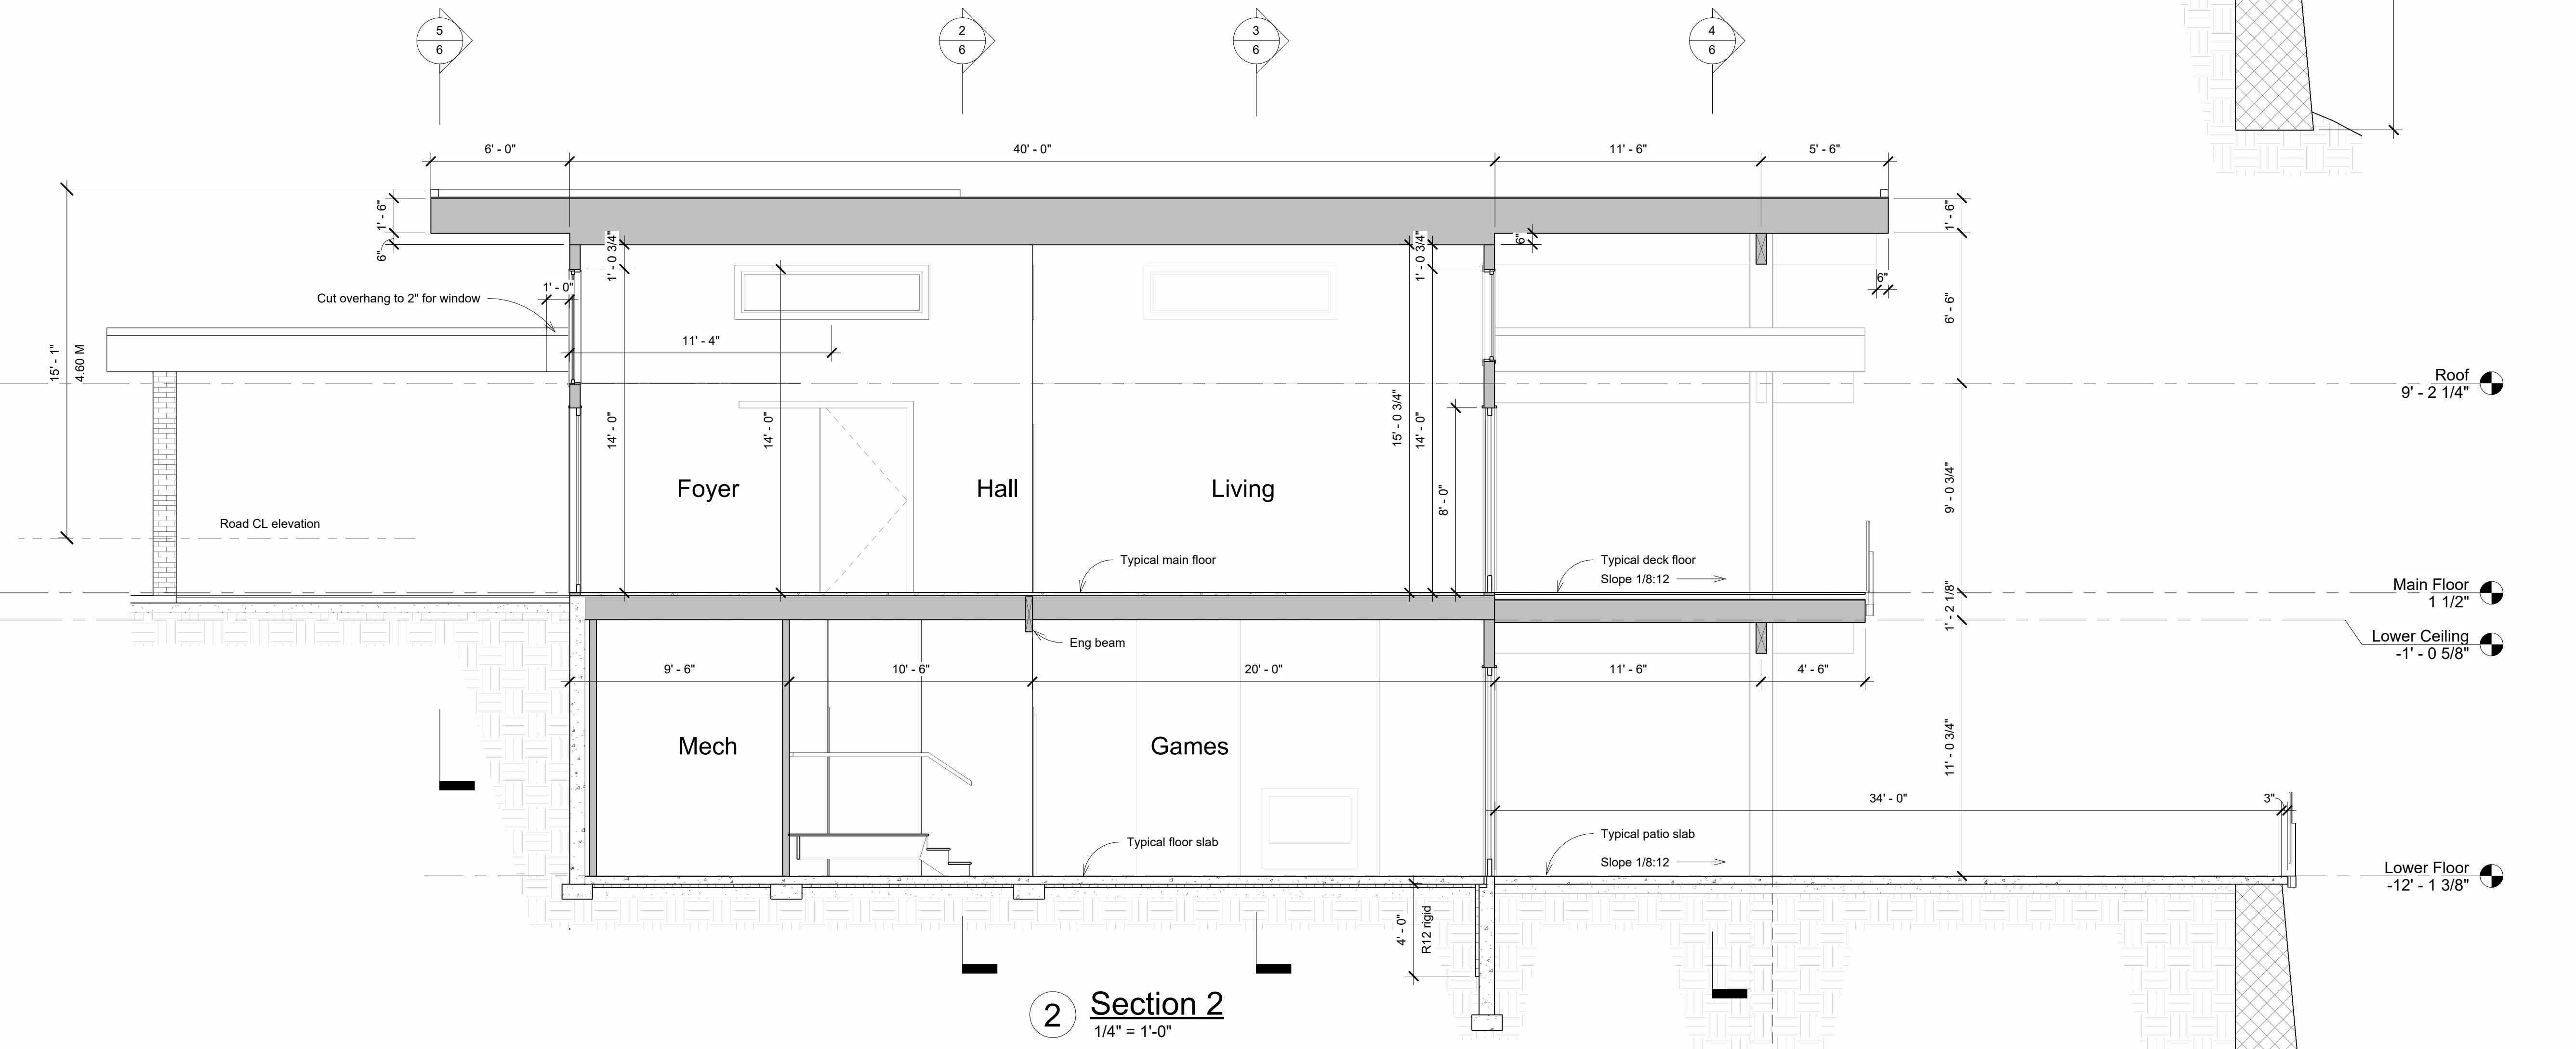 5
6
2
6
3
6
4
6
6' - 0"
40' - 0"
11' - 6"
5' - 6"
1' - 6"
6"
1' - 0 3/4"
1' - 0 3/4"
6"
1' - 6"
Cut overhang to 2" for window
1' - 0"
6"
6' - 6"
15' - 1"
4.60 M
11' - 4"
Roof
9' - 2 1/4"
14' - 0"
14' - 0"
15' - 0 3/4"
14' - 0"
Foyer
Hall
Living
8' - 0"
9' - 0 3/4"
Road CL elevation
Typical main floor
Typical deck floor
Slope 1/8:12
Main Floor
1 1/2"
1' - 2 1/8"
Eng beam
Lower Ceiling
-1' - 0 5/8"
9' - 6"
10' - 6"
20' - 0"
11' - 6"
4' - 6"
Mech
Games
11' - 0 3/4"
34' - 0"
3"
Typical floor slab
Typical patio slab
Slope 1/8:12
Lower Floor
-12' - 1 3/8"
4' - 0"
R12 rigid
2
Section 2
1/4" = 1'-0"